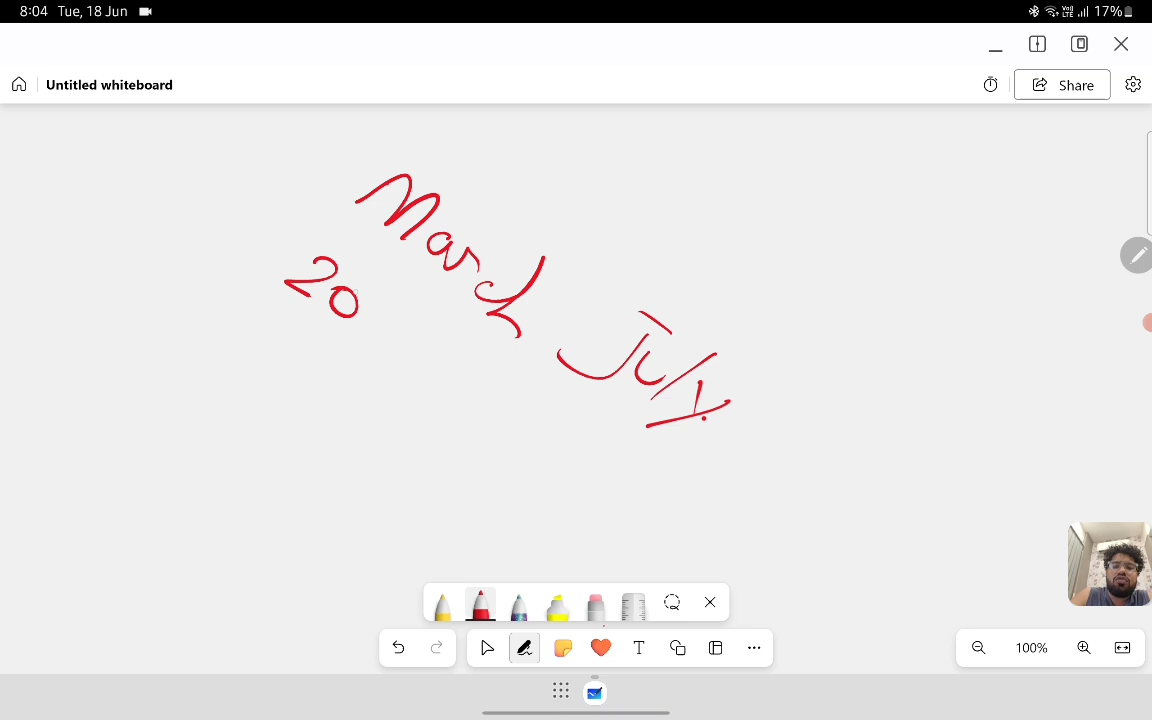 8:04 Tue, 18 Jun
17%
Untitled whiteboard
Share
March July
20
T
100%